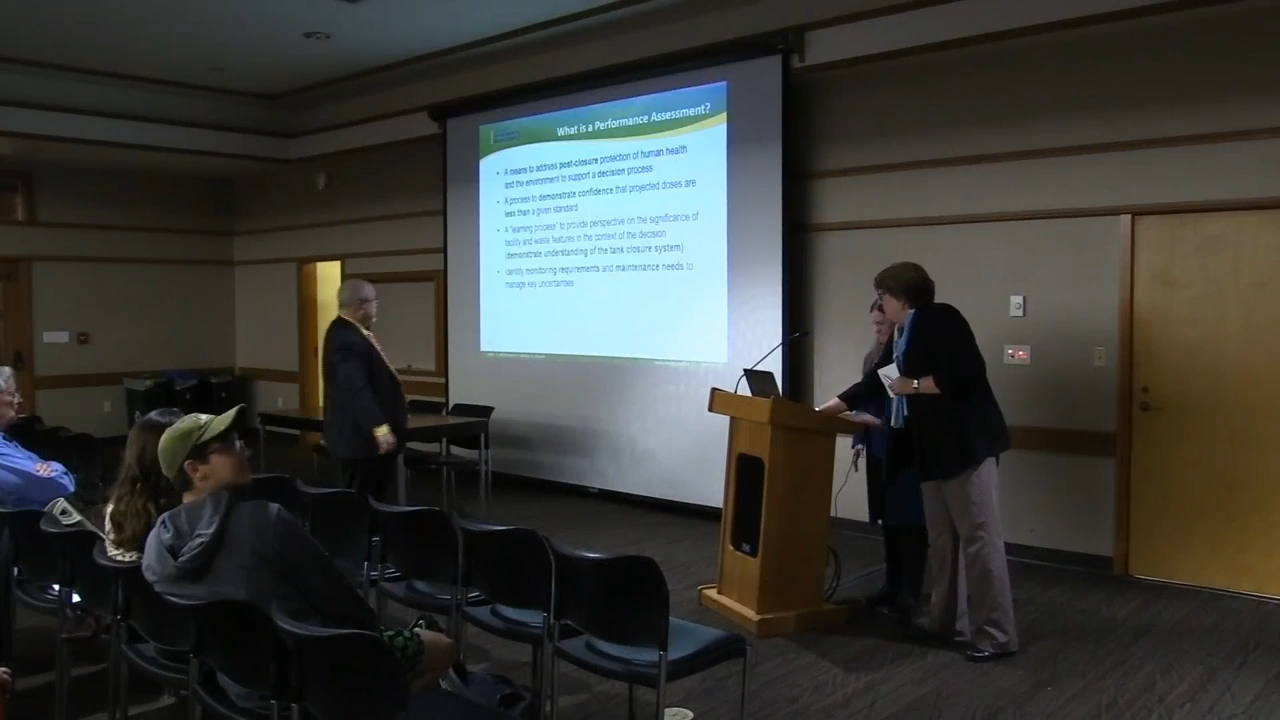 What is a Performance Assessment?
• A means to address post-closure protection of human health
and the environment to support a decision process
• A process to demonstrate confidence that projected doses are
less than a given standard
• A "learning process" to provide perspective on the significance of
facility and waste features in the context of the decision
(demonstrate understanding of the tank closure system)
• Identify monitoring requirements and maintenance needs to
manage key uncertainties